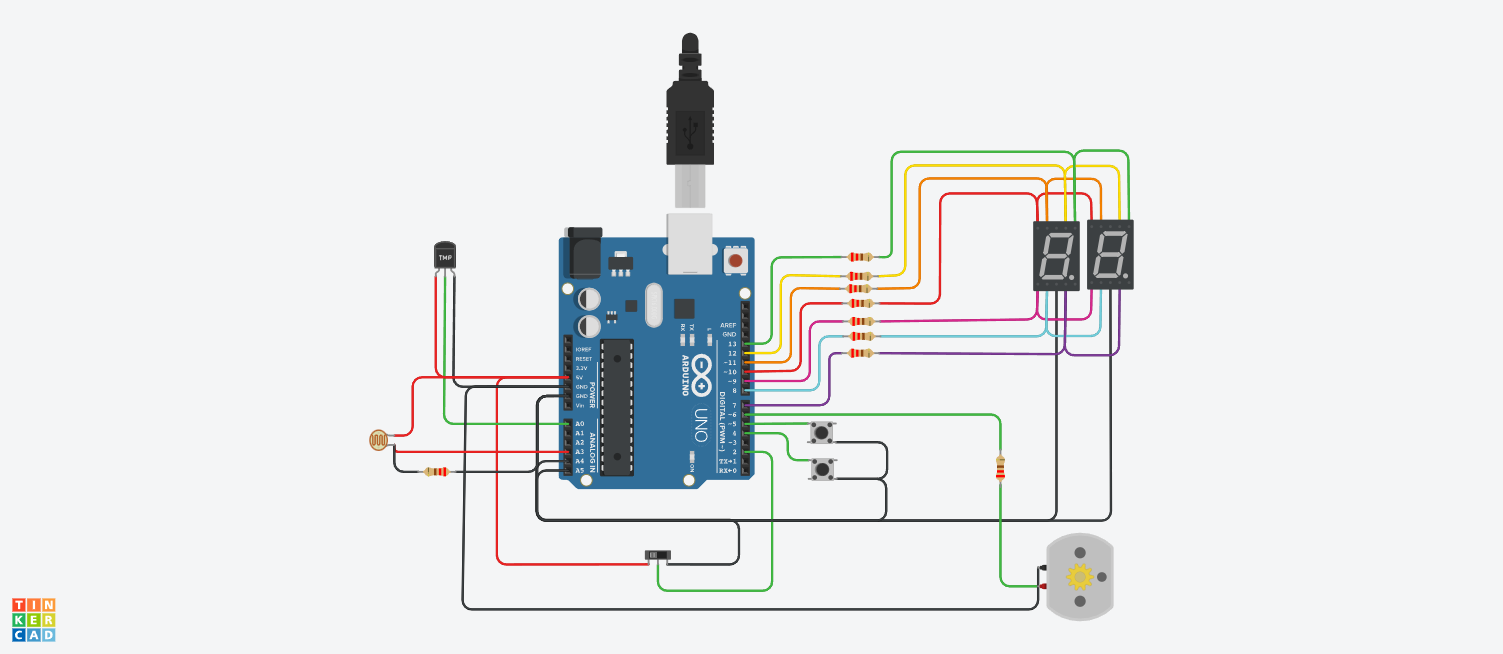 TMP
AREF
GND
13
12
~11
~10
~9
8
7
~6
~5
4
~3
2
TX→1
RX←0
IOREF
RESET
3.3V
5V
GND
GND
Vin
A0
A1
A2
A3
A4
A5
POWER
ANALOG IN
RX
TX
L
ARDUINO
UNO
DIGITAL (PWM~)
ON
TIN
KER
CAD